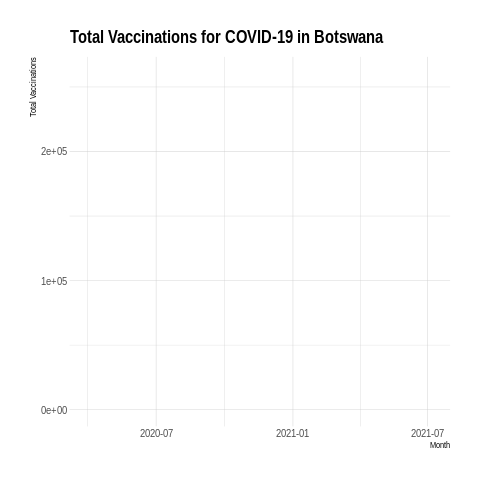 Total Vaccinations for COVID-19 in Botswana
Total Vaccinations
2e+05
1e+05
0e+00
2020-07
2021-01
2021-07
Month